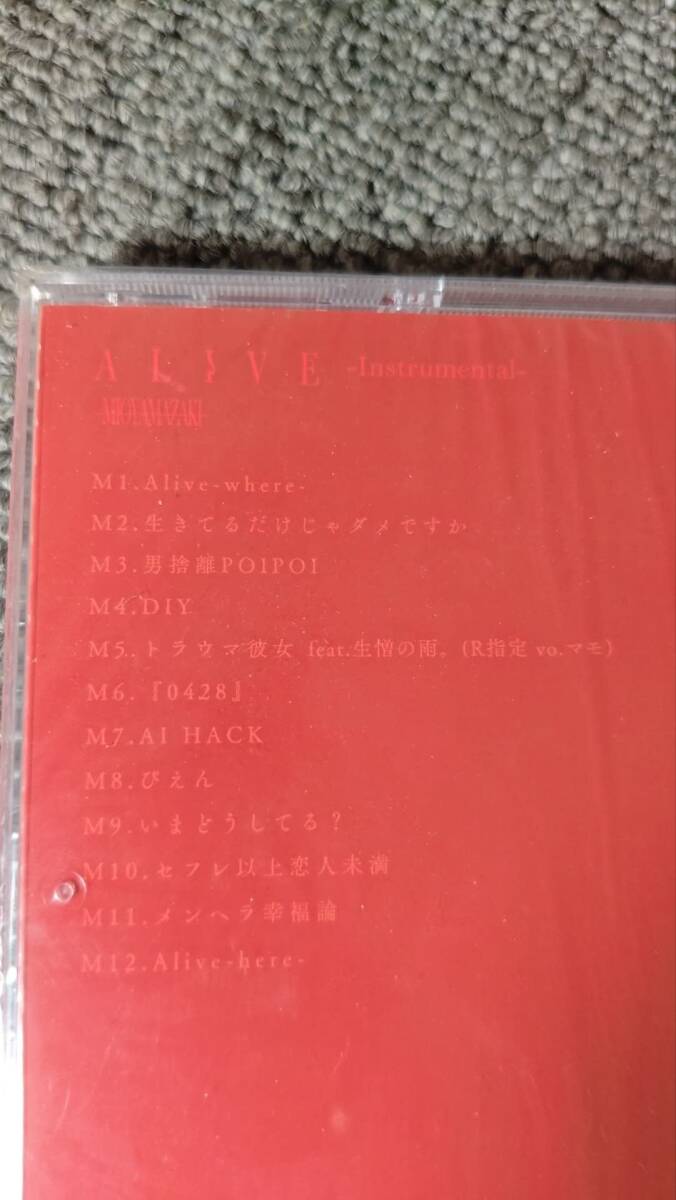 ALIVE -Instrumental-
MIOYAMAZAKI
M1.Alive-where-
M2.生きてるだけじゃダメですか
M3.男捨離POIPOI
M4.DIY
M5.トラウマ彼女 feat.生憎の雨。(R指定 vo.マモ)
M6.『0428』
M7.AI HACK
M8.ぴえん
M9.いまどうしてる？
M10.セフレ以上恋人未満
M11.メンヘラ幸福論
M12.Alive-here-